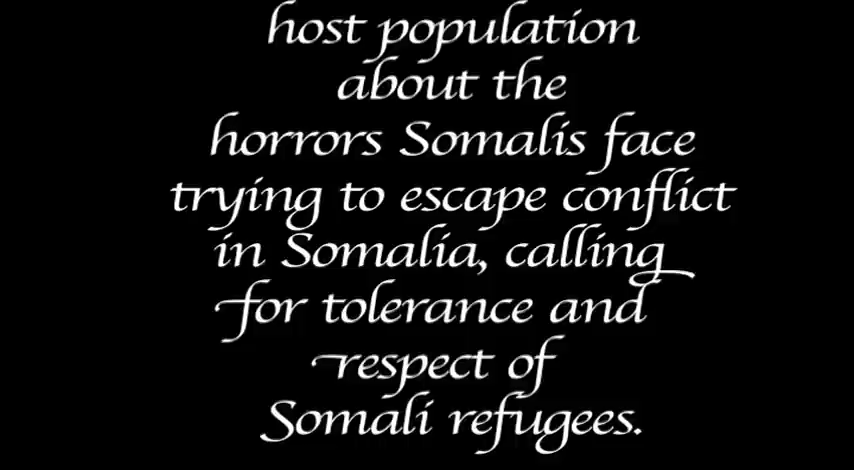 host population
about the
horrors Somalis face
trying to escape conflict
in Somalia, calling
for tolerance and
respect of
Somali refugees.